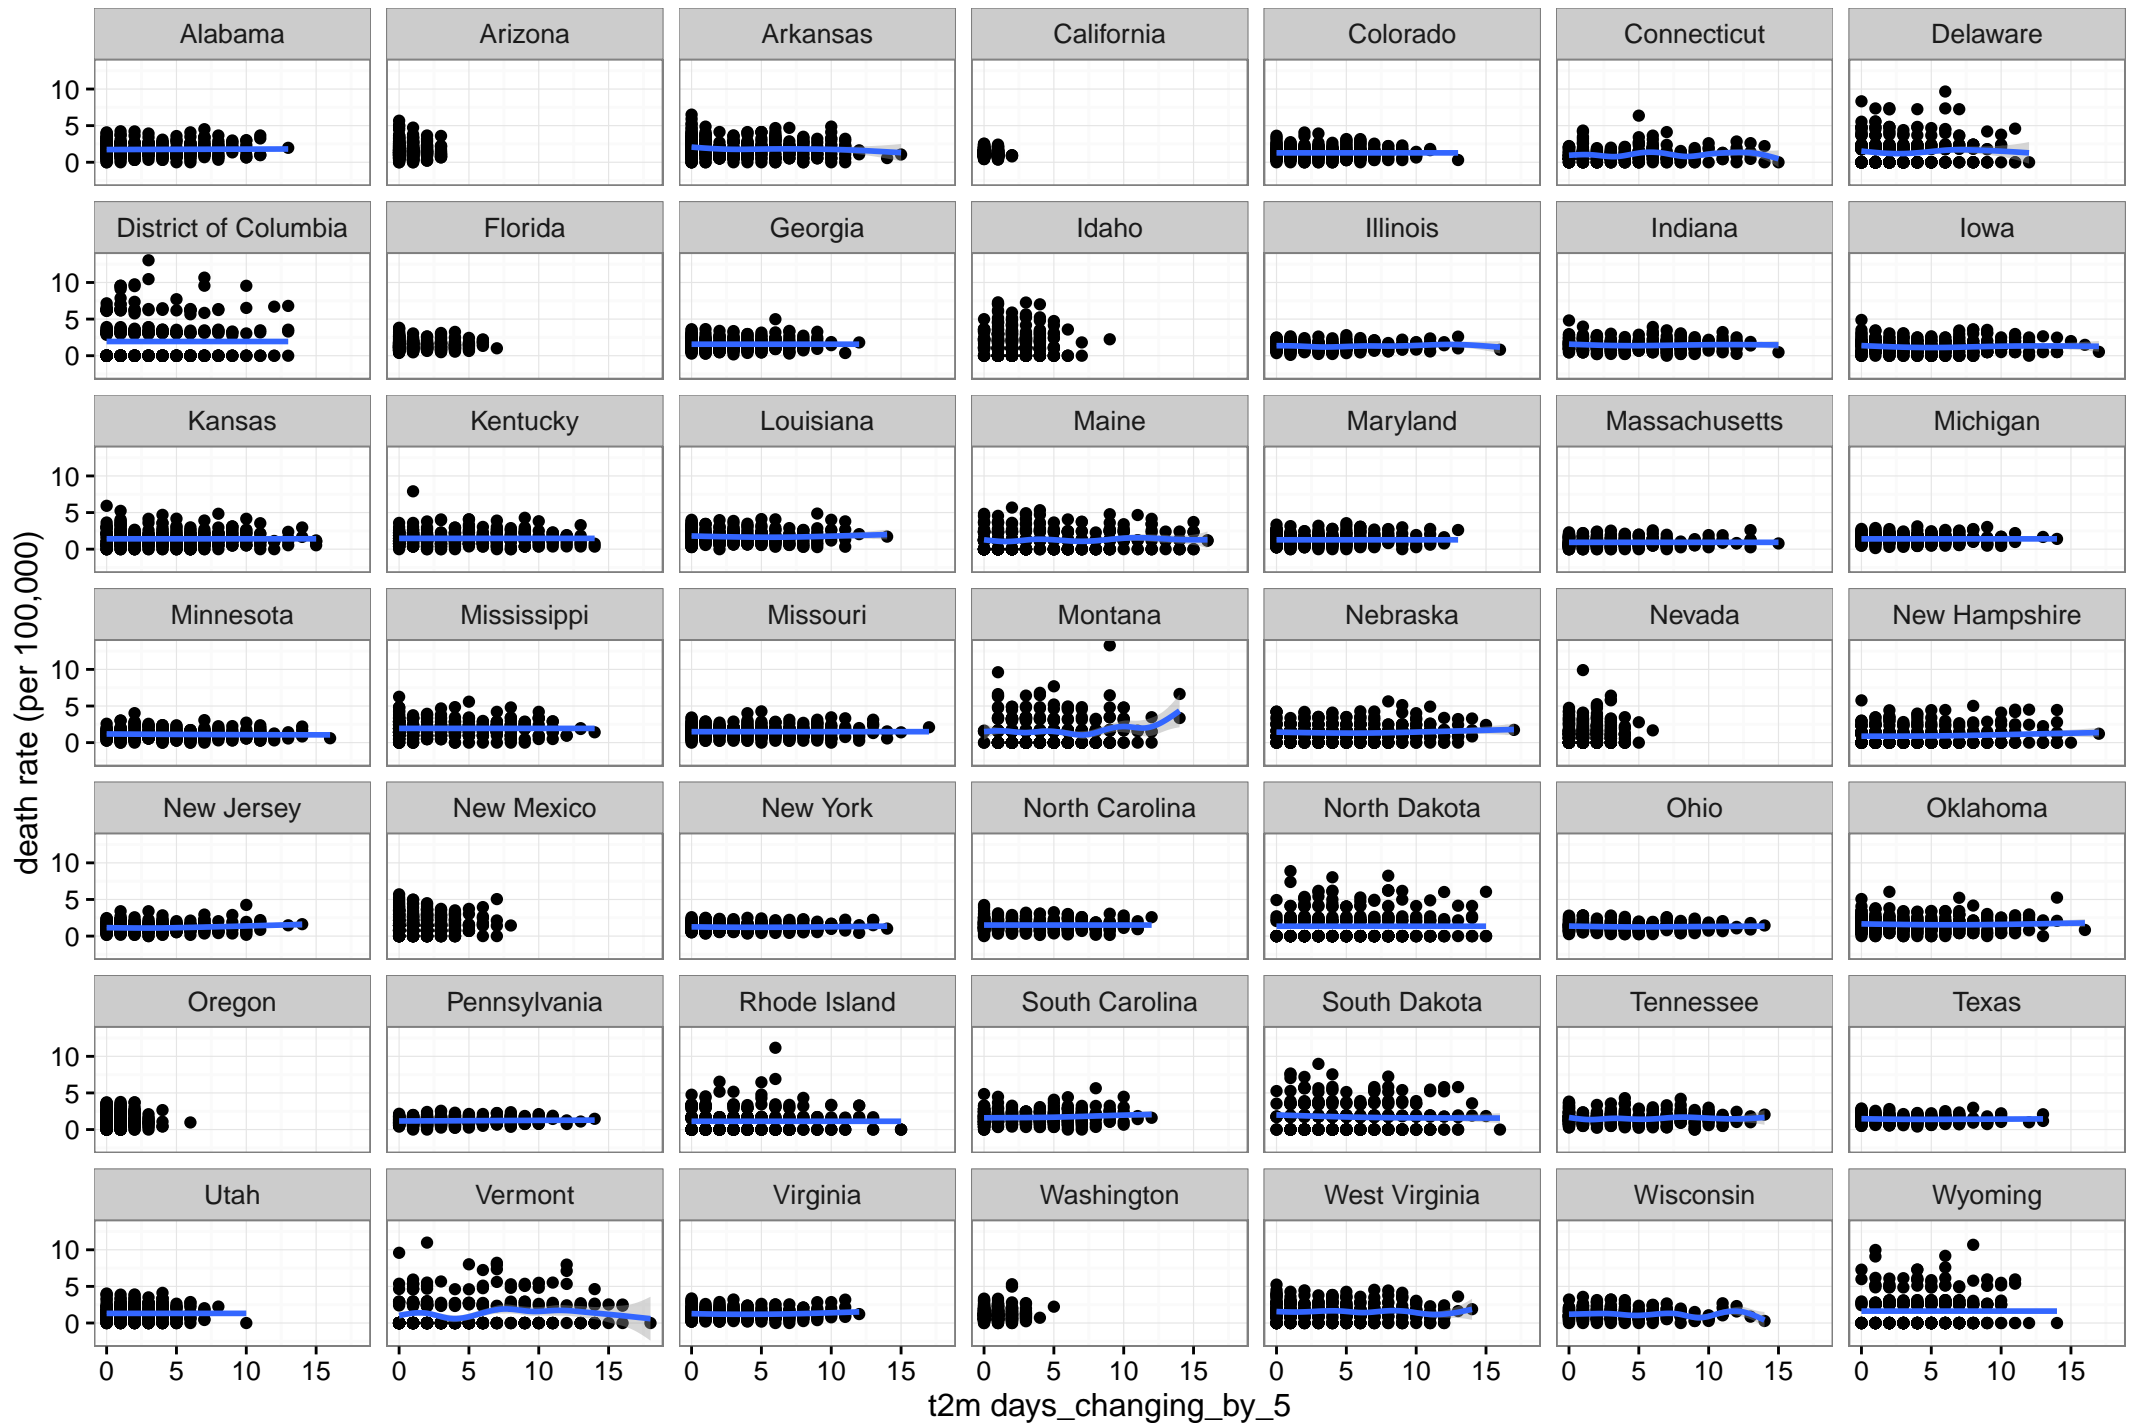 Alabama Arizona Arkansas California Colorado Connecticut Delaware
10
5
0
District of Columbia Florida Georgia Idaho Illinois Indiana Iowa
10
5
0
Kansas Kentucky Louisiana Maine Maryland Massachusetts Michigan
10
5
0
death rate (per 100,000)
Minnesota Mississippi Missouri Montana Nebraska Nevada New Hampshire
10
5
0
New Jersey New Mexico New York North Carolina North Dakota Ohio Oklahoma
10
5
0
Oregon Pennsylvania Rhode Island South Carolina South Dakota Tennessee Texas
10
5
0
Utah Vermont Virginia Washington West Virginia Wisconsin Wyoming
10
5
0
0 5 10 15 0 5 10 15 0 5 10 15 0 5 10 15 0 5 10 15 0 5 10 15 0 5 10 15
t2m days_changing_by_5